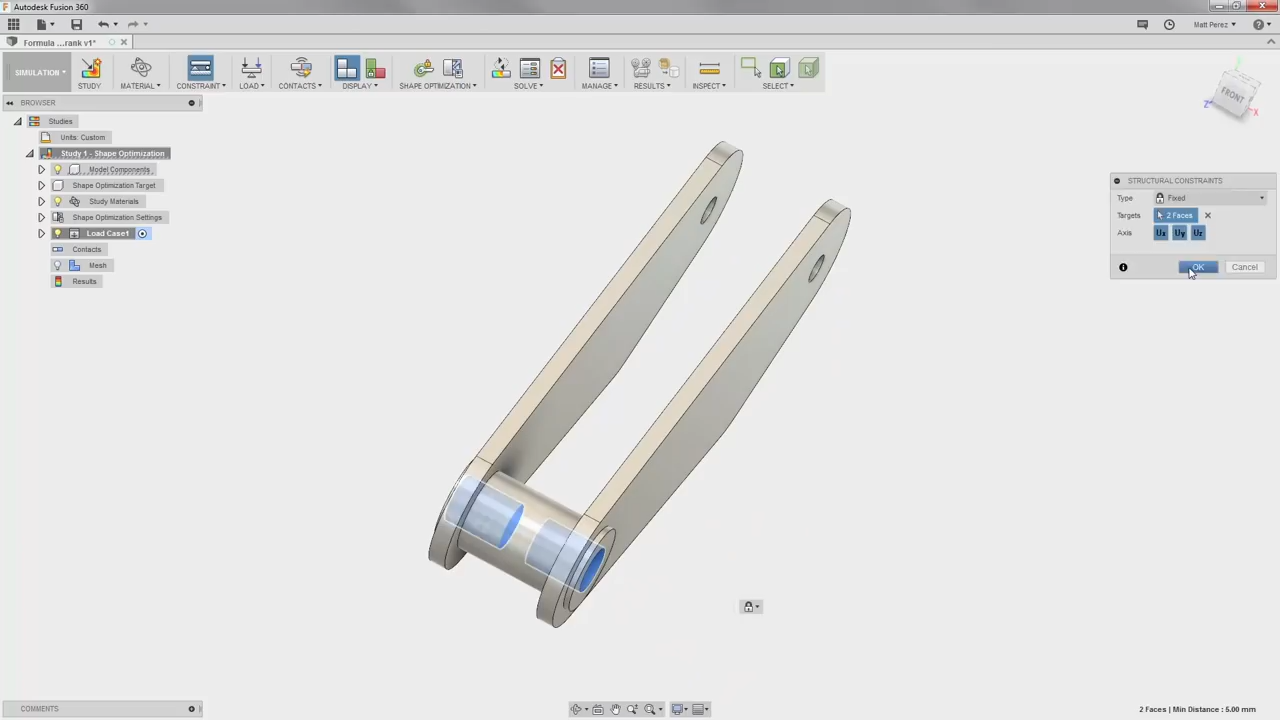 Autodesk Fusion 360
Matt Perez
Formula ...rank v1*
SIMULATION
STUDY
MATERIAL
CONSTRAINT
LOAD
CONTACTS
DISPLAY
SHAPE OPTIMIZATION
SOLVE
MANAGE
RESULTS
INSPECT
SELECT
BROWSER
Studies
Units: Custom
Study 1 - Shape Optimization
Model Components
Shape Optimization Target
Study Materials
Shape Optimization Settings
Load Case1
Contacts
Mesh
Results
FRONT
Z
X
STRUCTURAL CONSTRAINTS
Type Fixed
Targets 2 Faces
Axis Ux Uy Uz
OK Cancel
COMMENTS
2 Faces | Min Distance : 5.00 mm